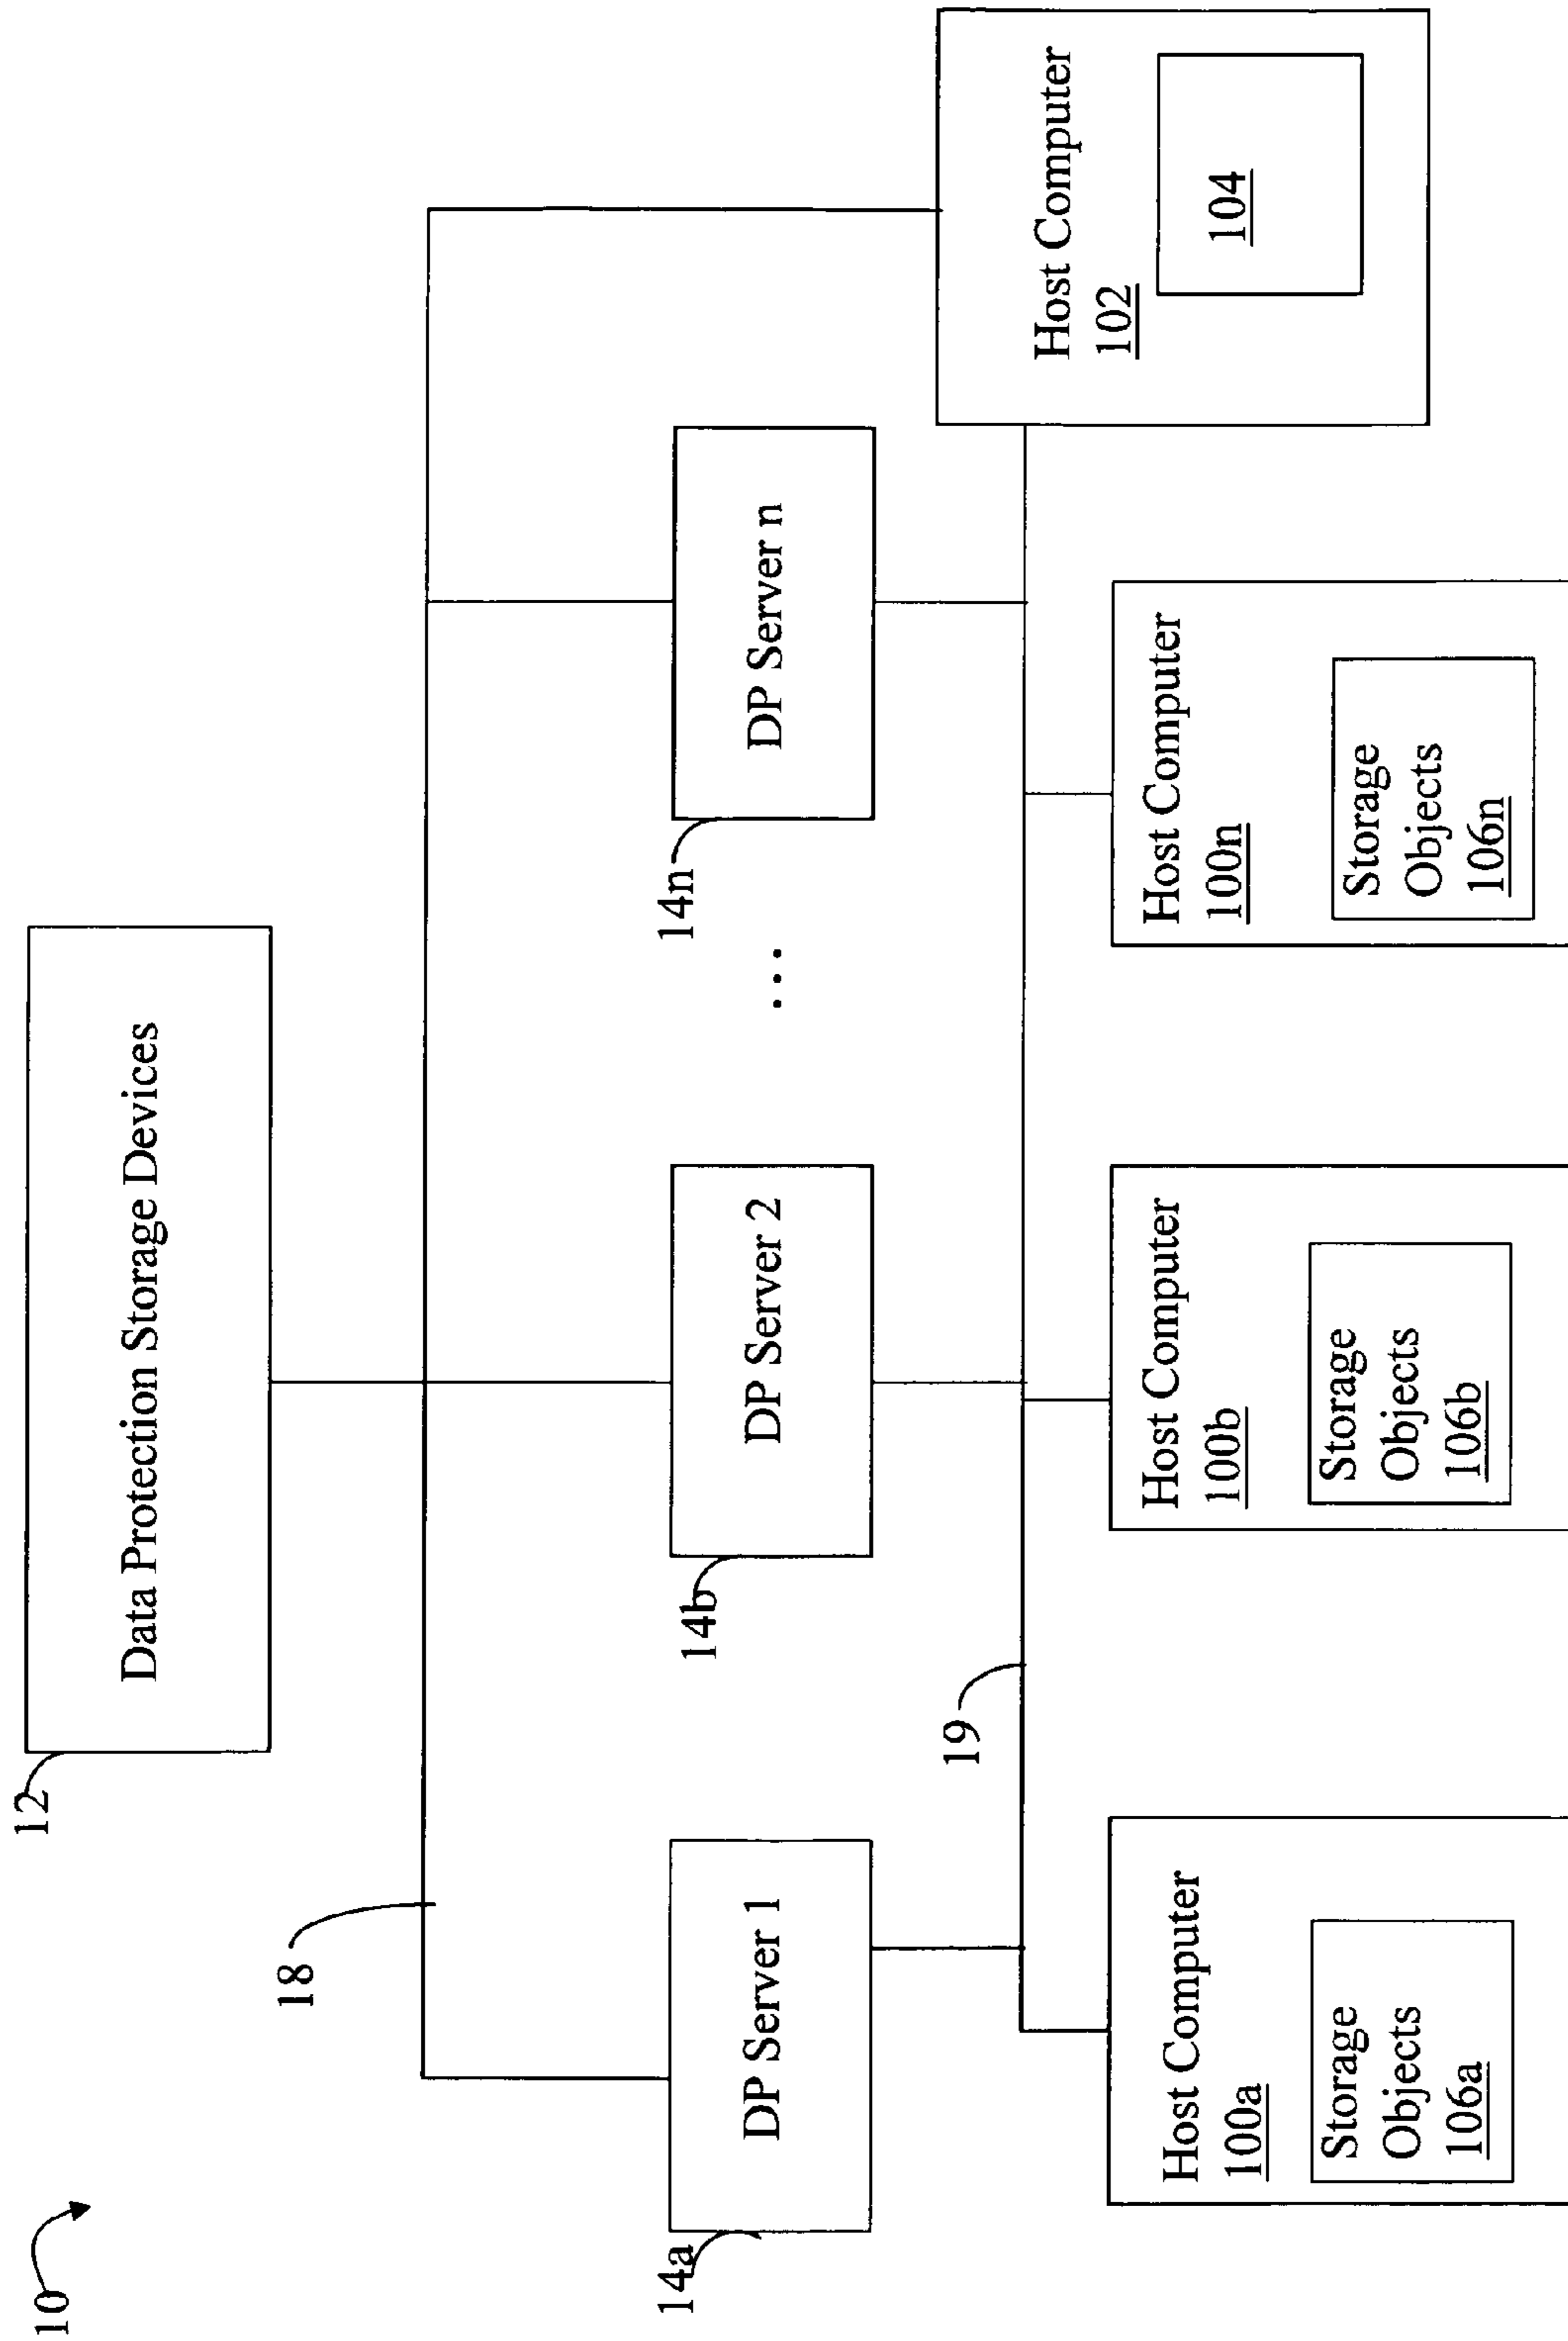 10
12
Data Protection Storage Devices
18
14a
DP Server 1
14b
DP Server 2
...
14n
DP Server n
19
Host Computer
100a
Storage
Objects
106a
Host Computer
100b
Storage
Objects
106b
Host Computer
100n
Storage
Objects
106n
Host Computer
102
104